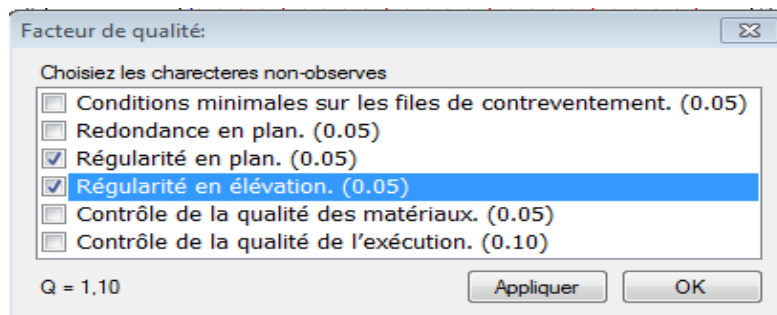 Facteur de qualité:
Choisiez les charecteres non-observes
Conditions minimales sur les files de contreventement. (0.05)
Redondance en plan. (0.05)
Régularité en plan. (0.05)
Régularité en élévation. (0.05)
Contrôle de la qualité des matériaux. (0.05)
Contrôle de la qualité de l'exécution. (0.10)
Q = 1,10
Appliquer
OK